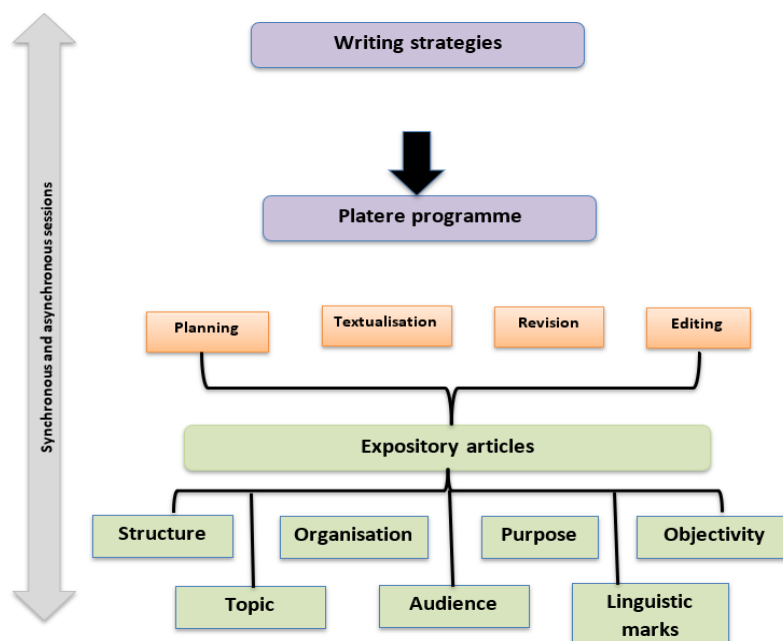 Writing strategies
Synchronous and asynchronous sessions
Platere programme
Planning
Textualisation
Revision
Editing
Expository articles
Structure
Organisation
Purpose
Objectivity
Topic
Audience
Linguistic
marks